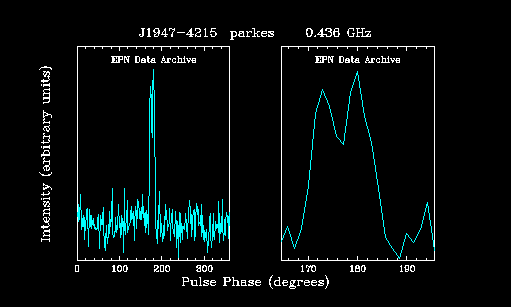 J1947-4215 parkes 0.436 GHz
EPN Data Archive EPN Data Archive
Intensity (arbitrary units)
0 100 200 300 170 180 190
Pulse Phase (degrees)